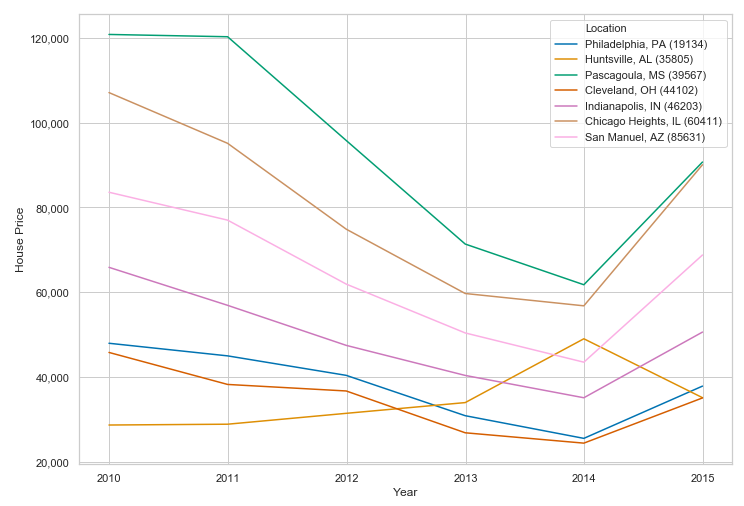 120,000
100,000
80,000
60,000
40,000
20,000
House Price
Location
Philadelphia, PA (19134)
Huntsville, AL (35805)
Pascagoula, MS (39567)
Cleveland, OH (44102)
Indianapolis, IN (46203)
Chicago Heights, IL (60411)
San Manuel, AZ (85631)
2010 2011 2012 2013 2014 2015
Year